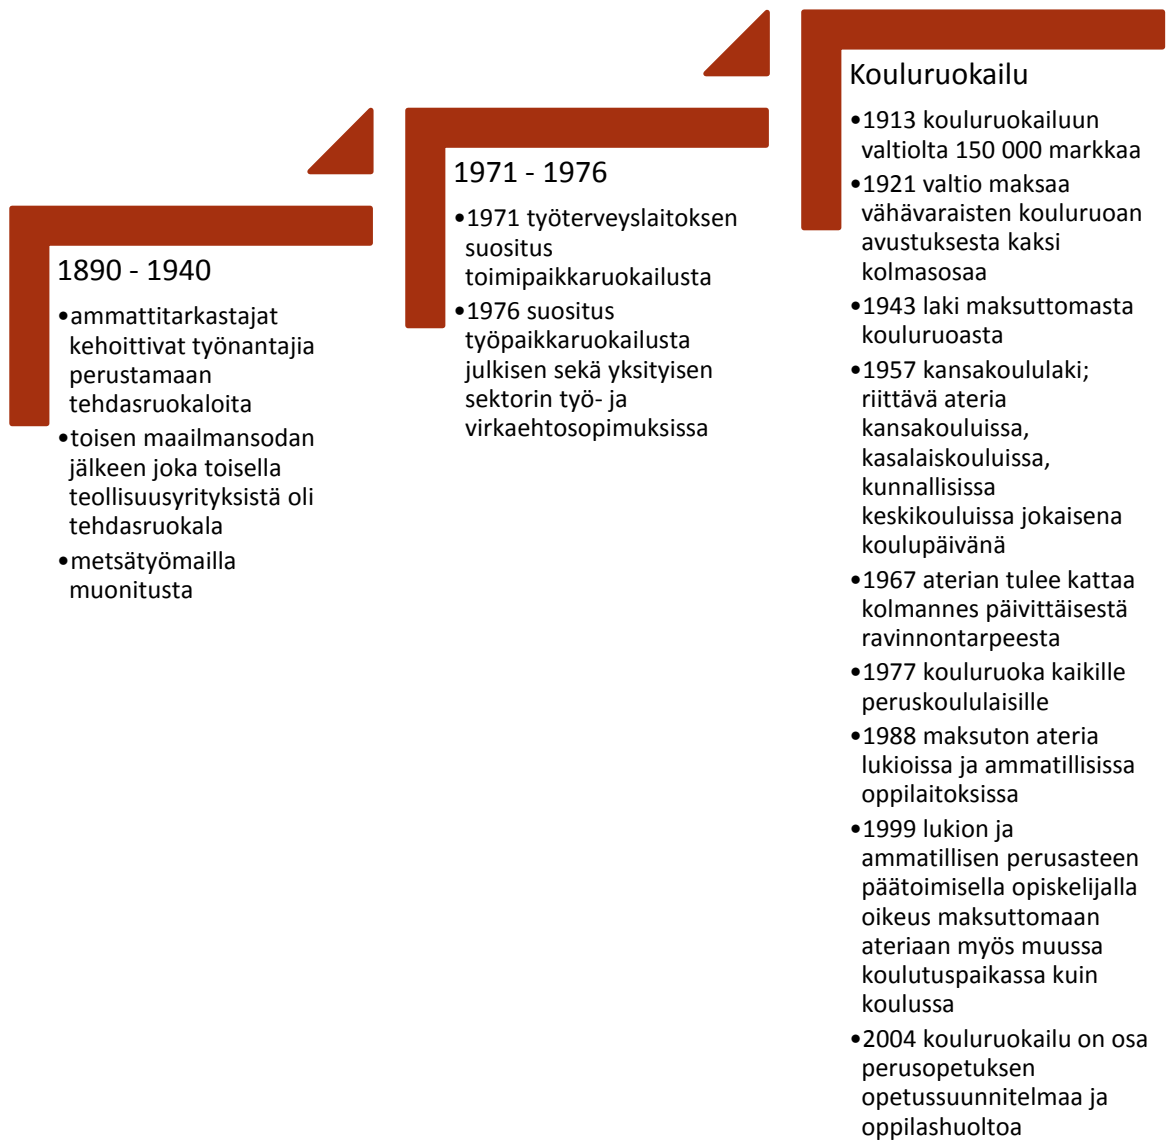 1890 - 1940
•ammattitarkastajat
kehoittivat työnantajia
perustamaan
tehdasruokaloita
•toisen maailmansodan
jälkeen joka toisella
teollisuusyrityksistä oli
tehdasruokala
•metsätyömailla
muonitusta
1971 - 1976
•1971 työterveyslaitoksen
suositus
toimipaikkaruokailusta
•1976 suositus
työpaikkaruokailusta
julkisen sekä yksityisen
sektorin työ- ja
virkaehtosopimuksissa
Kouluruokailu
•1913 kouluruokailuun
valtiolta 150 000 markkaa
•1921 valtio maksaa
vähävaraisten kouluruoan
avustuksesta kaksi
kolmasosaa
•1943 laki maksuttomasta
kouluruoasta
•1957 kansakoululaki;
riittävä ateria
kansakouluissa,
kasalaiskouluissa,
kunnallisissa
keskikouluissa jokaisena
koulupäivänä
•1967 aterian tulee kattaa
kolmannes päivittäisestä
ravinnontarpeesta
•1977 kouluruoka kaikille
peruskoululaisille
•1988 maksuton ateria
lukioissa ja ammatillisissa
oppilaitoksissa
•1999 lukion ja
ammatillisen perusasteen
päätoimisella opiskelijalla
oikeus maksuttomaan
ateriaan myös muussa
koulutuspaikassa kuin
koulussa
•2004 kouluruokailu on osa
perusopetuksen
opetussuunnitelmaa ja
oppilashuoltoa